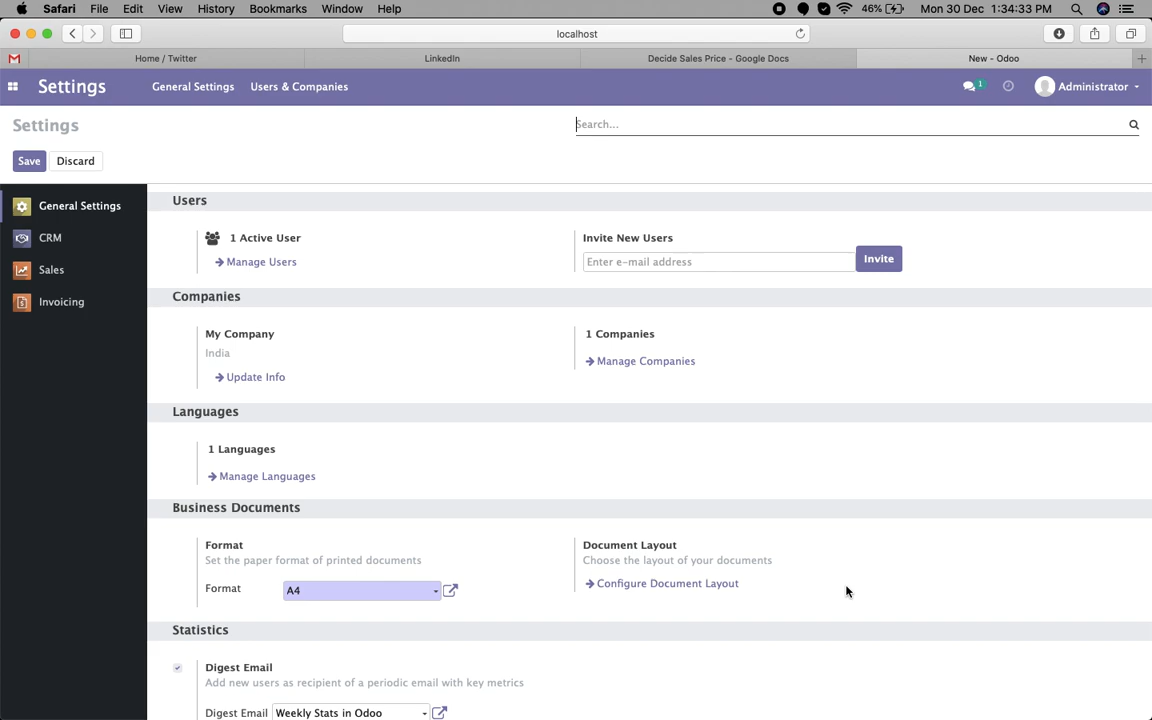 Safari File Edit View History Bookmarks Window Help 46% Mon 30 Dec 1:34:33 PM
localhost
Home / Twitter LinkedIn Decide Sales Price - Google Docs New - Odoo
Settings General Settings Users & Companies 1 Administrator
Settings Search...
Save Discard
General Settings
CRM
Sales
Invoicing
Users
1 Active User Invite New Users
Manage Users Enter e-mail address Invite
Companies
My Company 1 Companies
India
Update Info Manage Companies
Languages
1 Languages
Manage Languages
Business Documents
Format Document Layout
Set the paper format of printed documents Choose the layout of your documents
Format A4 Configure Document Layout
Statistics
Digest Email
Add new users as recipient of a periodic email with key metrics
Digest Email Weekly Stats in Odoo